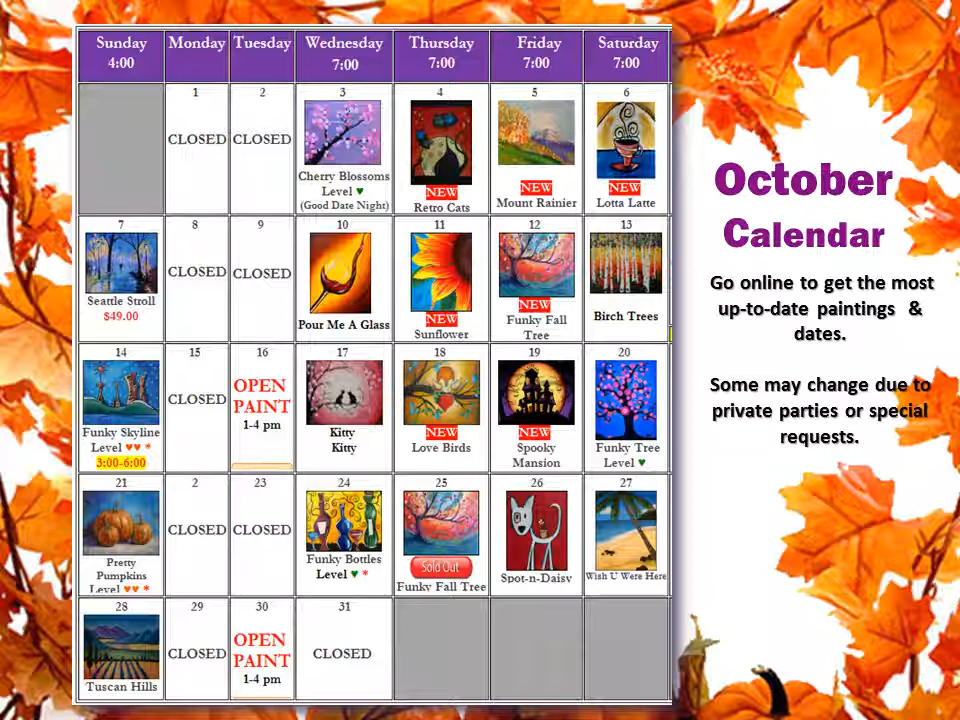 Sunday Monday Tuesday Wednesday Thursday Friday Saturday
4:00 7:00 7:00 7:00 7:00
1 2 3 4 5 6
CLOSED CLOSED
Cherry Blossoms
Level ♥
(Good Date Night)
NEW
Retro Cats
NEW
Mount Rainier
NEW
Lotta Latte
7 8 9 10 11 12 13
Seattle Stroll
$49.00
CLOSED
CLOSED
Pour Me A Glass
NEW
Sunflower
NEW
Funky Fall
Tree
Birch Trees
14 15 16 17 18 19 20
Funky Skyline
Level ♥♥ *
3:00-6:00
CLOSED
OPEN
PAINT
1-4 pm
Kitty
Kitty
NEW
Love Birds
NEW
Spooky
Mansion
Funky Tree
Level ♥
21 2 23 24 25 26 27
Pretty
Pumpkins
Level ♥♥ *
CLOSED
CLOSED
Funky Bottles
Level ♥ *
Sold Out
Funky Fall Tree
Spot-n-Daisy
Wish U Were Here
28 29 30 31
Tuscan Hills
CLOSED
OPEN
PAINT
1-4 pm
CLOSED
October
Calendar
Go online to get the most
up-to-date paintings &
dates.
Some may change due to
private parties or special
requests.